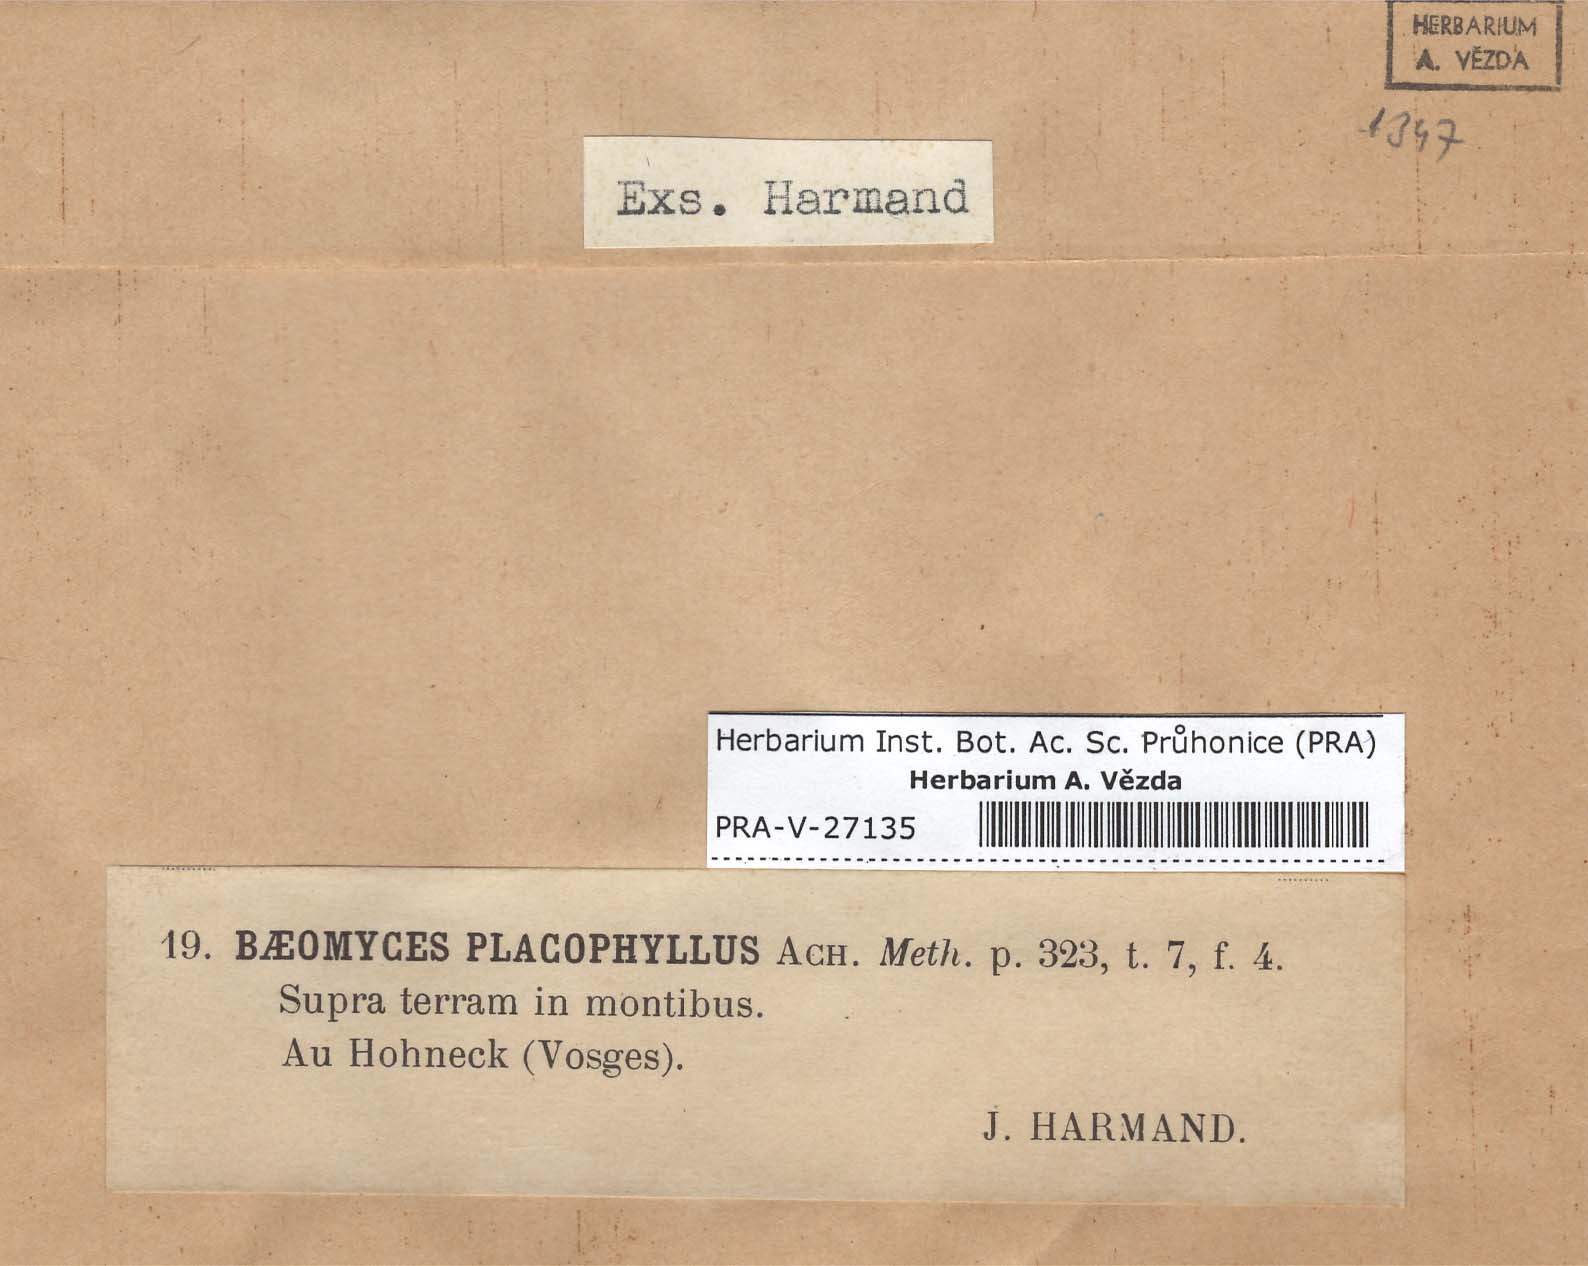 HERBARIUM
A. VĚZDA
1347
Exs. Harmand
Herbarium Inst. Bot. Ac. Sc. Průhonice (PRA)
Herbarium A. Vězda
PRA-V-27135
19. BÆOMYCES PLACOPHYLLUS ACH. Meth. p. 323, t. 7, f. 4.
Supra terram in montibus.
Au Hohneck (Vosges).
J. HARMAND.